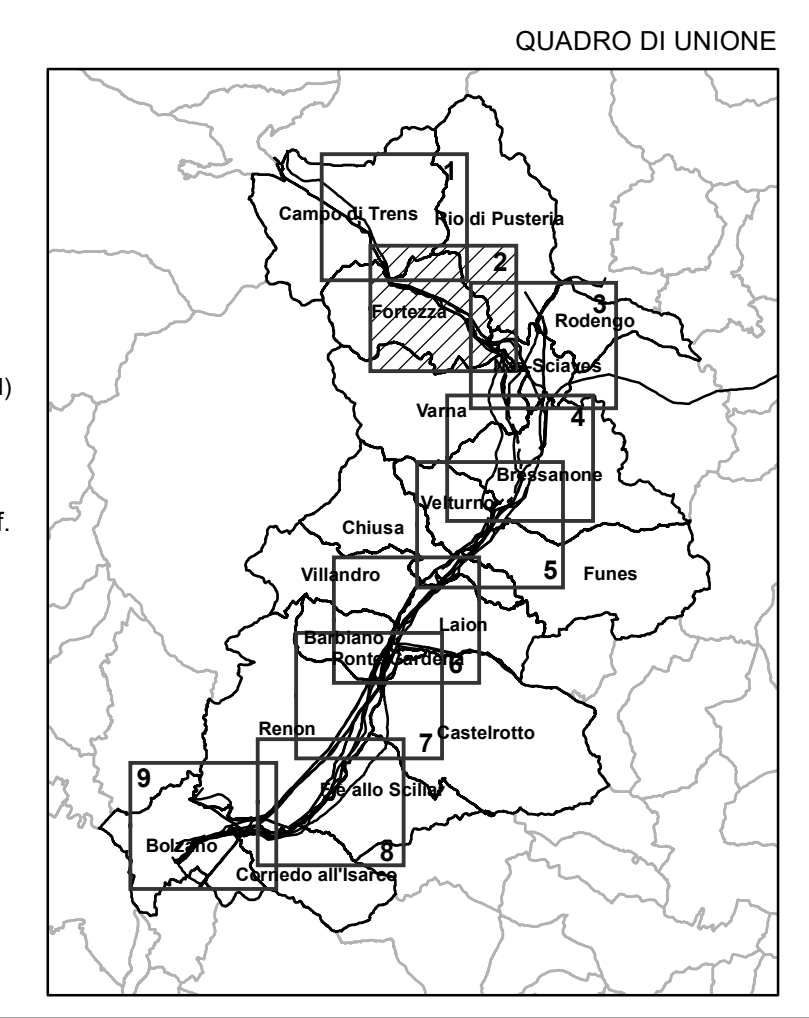 QUADRO DI UNIONE
1
Campo di Trens
Rio di Pusteria
2
3
Fortezza
Rodengo
Naz-Sciaves
Varna
4
Bressanone
Velturno
Chiusa
5
Villandro
Funes
Laion
Barbiano
Ponte Gardena
6
Renon
7
Castelrotto
9
Fiè allo Sciliar
Bolzano
8
Cornedo all'Isarco
f.